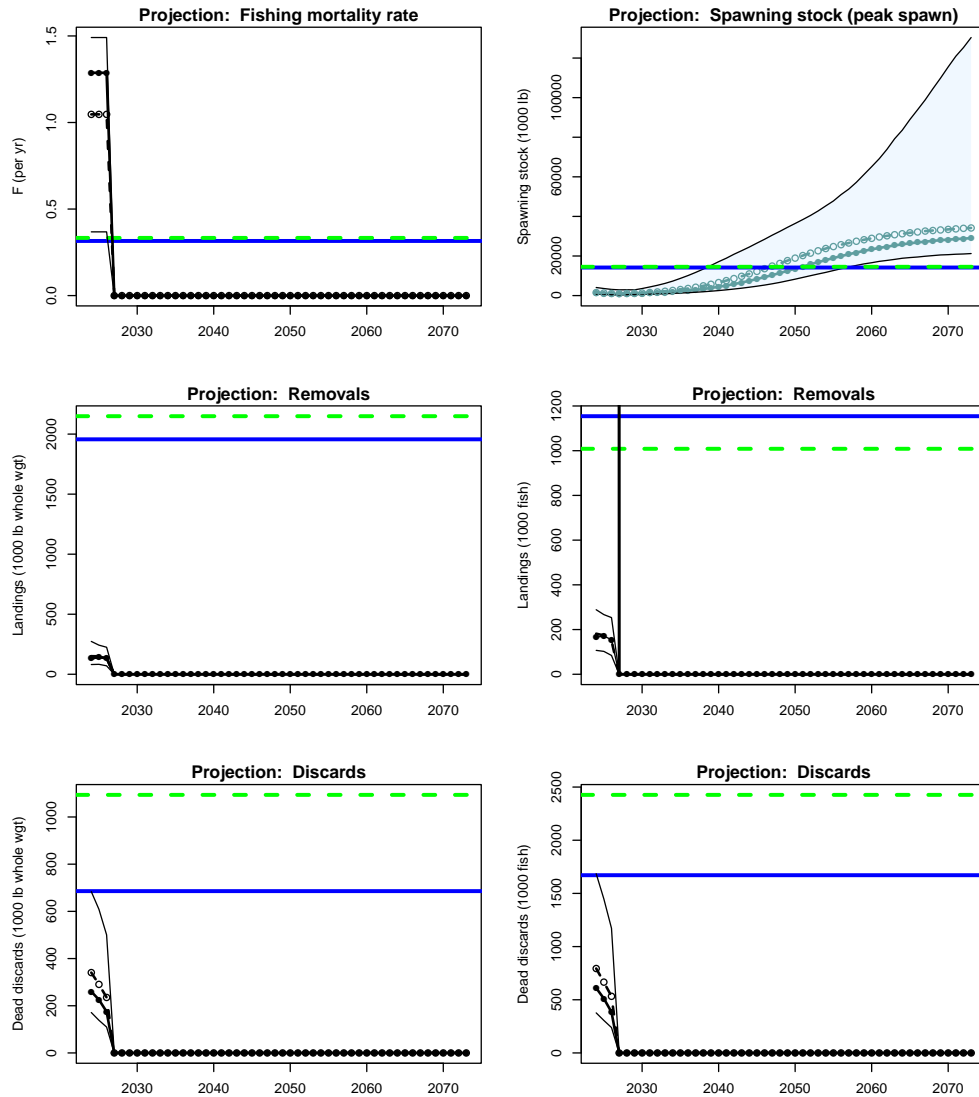 Projection: Fishing mortality rate
F (per yr)
0.0 0.5 1.0 1.5
2030 2040 2050 2060 2070
Projection: Spawning stock (peak spawn)
Spawning stock (1000 lb)
0 20000 60000 100000
2030 2040 2050 2060 2070
Projection: Removals
Landings (1000 lb whole wgt)
0 500 1000 1500 2000
2030 2040 2050 2060 2070
Projection: Removals
Landings (1000 fish)
0 200 400 600 800 1000 1200
2030 2040 2050 2060 2070
Projection: Discards
Dead discards (1000 lb whole wgt)
0 200 400 600 800 1000
2030 2040 2050 2060 2070
Projection: Discards
Dead discards (1000 fish)
0 500 1000 1500 2000 2500
2030 2040 2050 2060 2070